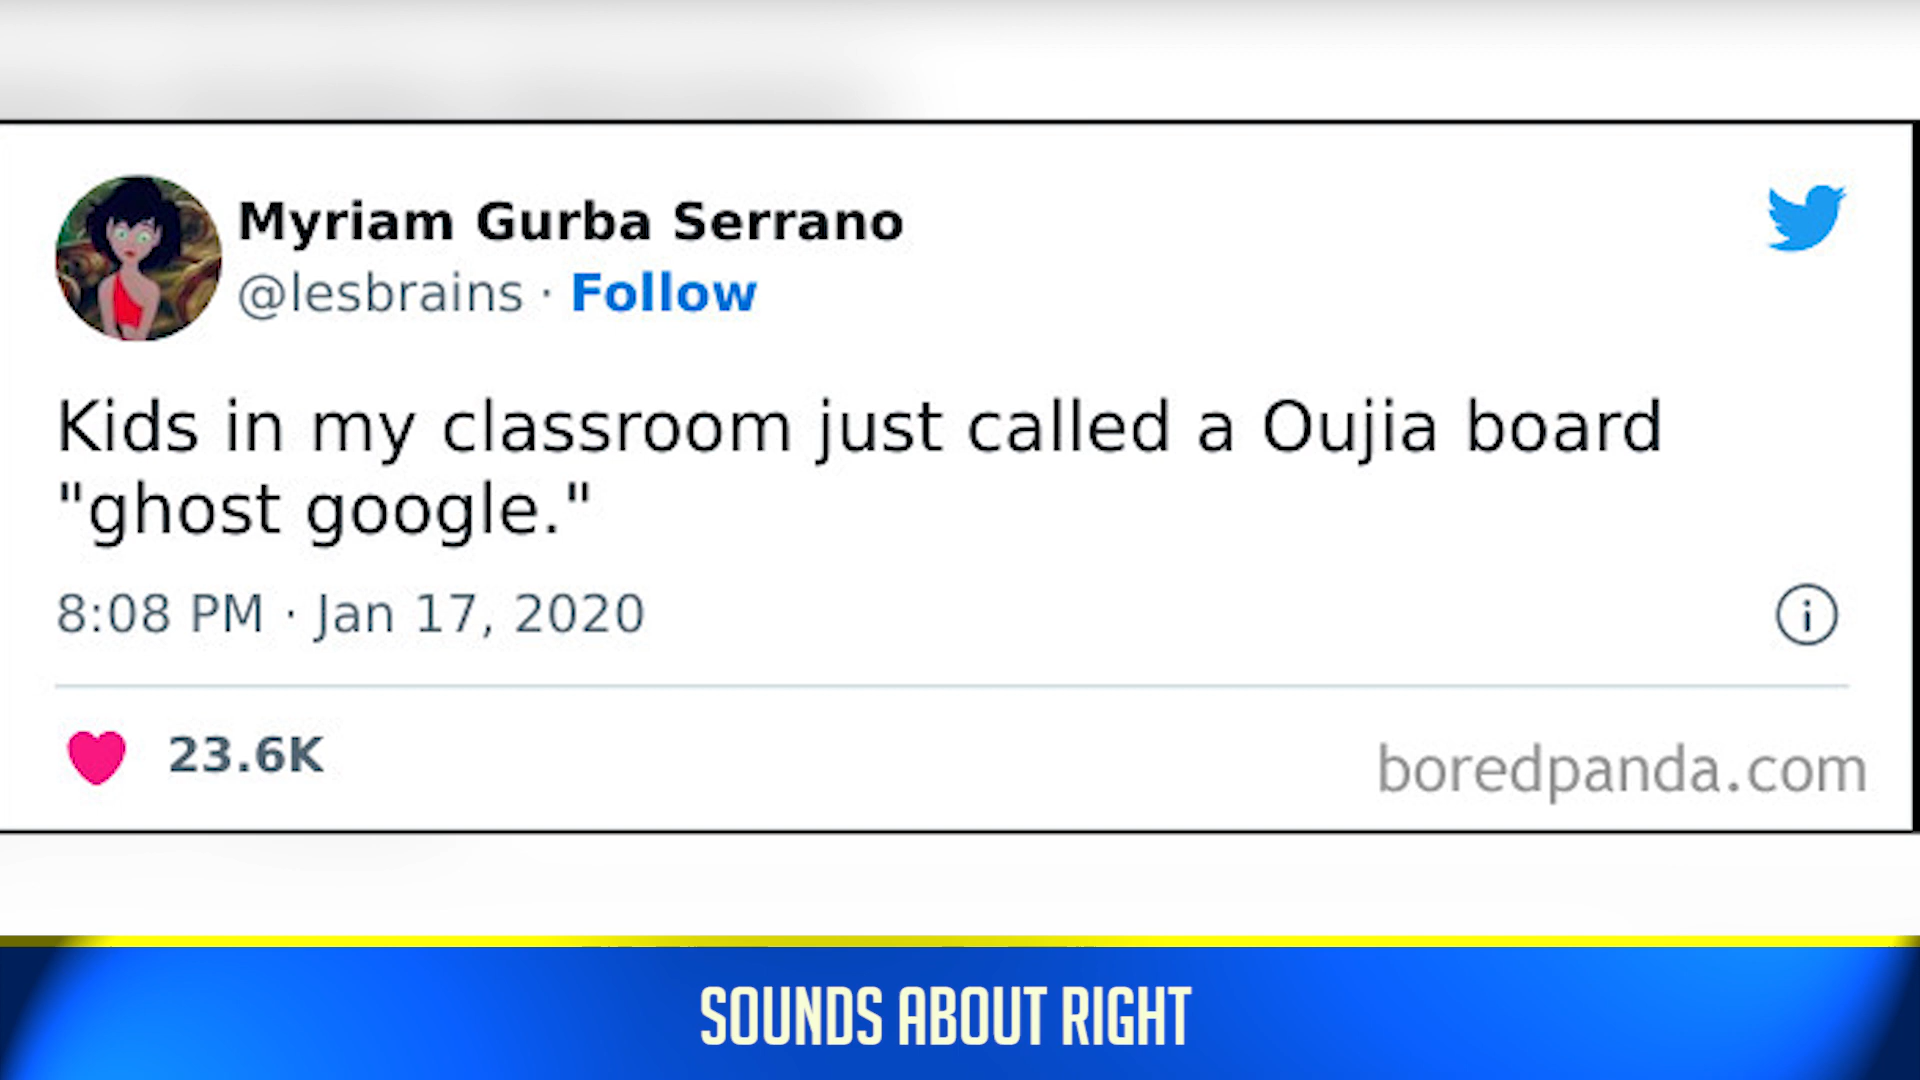 Myriam Gurba Serrano
@lesbrains · Follow
Kids in my classroom just called a Oujia board
"ghost google."
8:08 PM · Jan 17, 2020
23.6K
boredpanda.com
SOUNDS ABOUT RIGHT